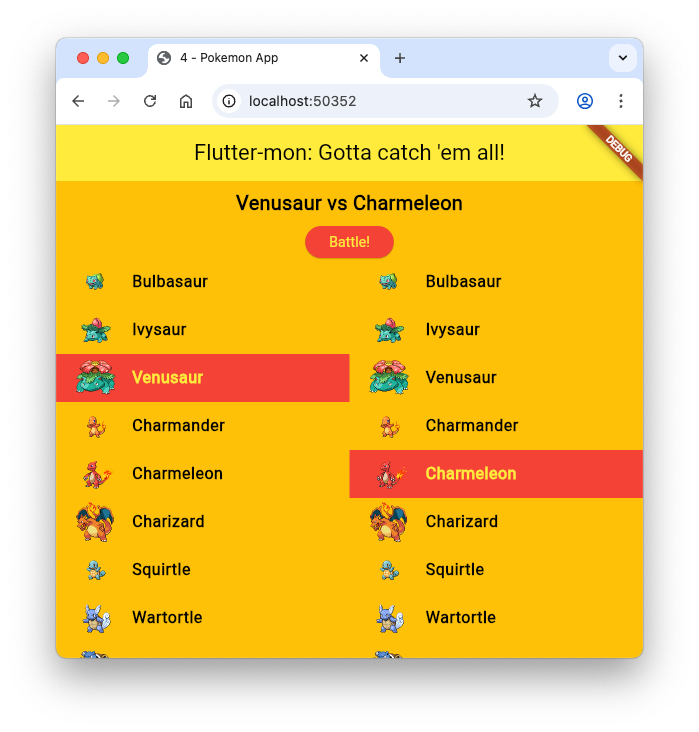 4 - Pokemon App
localhost:50352
Flutter-mon: Gotta catch 'em all!
DEBUG
Venusaur vs Charmeleon
Battle!
Bulbasaur Bulbasaur
Ivysaur Ivysaur
Venusaur Venusaur
Charmander Charmander
Charmeleon Charmeleon
Charizard Charizard
Squirtle Squirtle
Wartortle Wartortle